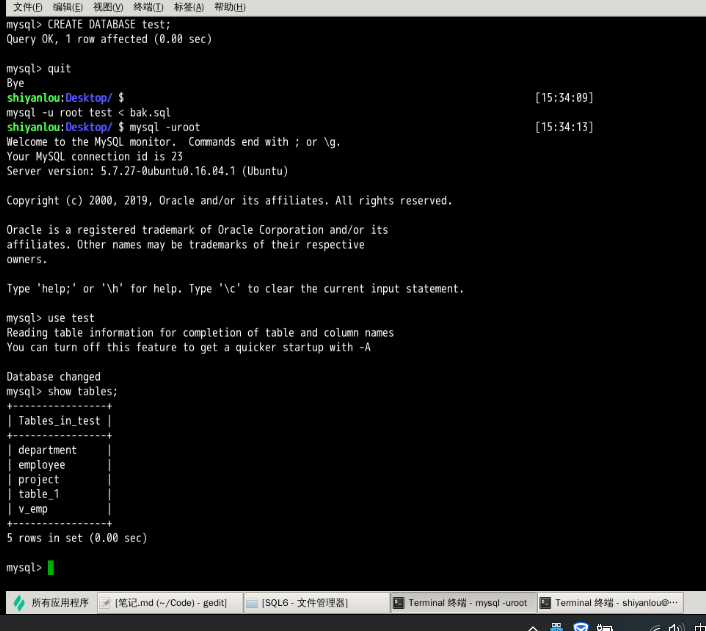 文件(F) 编辑(E) 视图(V) 终端(T) 标签(A) 帮助(H)
mysql> CREATE DATABASE test;
Query OK, 1 row affected (0.00 sec)
mysql> quit
Bye
shiyanlou:Desktop/ $ [15:34:09]
mysql -u root test < bak.sql
shiyanlou:Desktop/ $ mysql -uroot [15:34:13]
Welcome to the MySQL monitor.  Commands end with ; or \g.
Your MySQL connection id is 23
Server version: 5.7.27-0ubuntu0.16.04.1 (Ubuntu)
Copyright (c) 2000, 2019, Oracle and/or its affiliates. All rights reserved.
Oracle is a registered trademark of Oracle Corporation and/or its
affiliates. Other names may be trademarks of their respective
owners.
Type 'help;' or '\h' for help. Type '\c' to clear the current input statement.
mysql> use test
Reading table information for completion of table and column names
You can turn off this feature to get a quicker startup with -A
Database changed
mysql> show tables;
+----------------+
| Tables_in_test |
+----------------+
| department     |
| employee       |
| project        |
| table_1        |
| v_emp          |
+----------------+
5 rows in set (0.00 sec)
mysql>
所有应用程序 [笔记.md (~/Code) - gedit] [SQL6 - 文件管理器] Terminal 终端 - mysql -uroot Terminal 终端 - shiyanlou@···